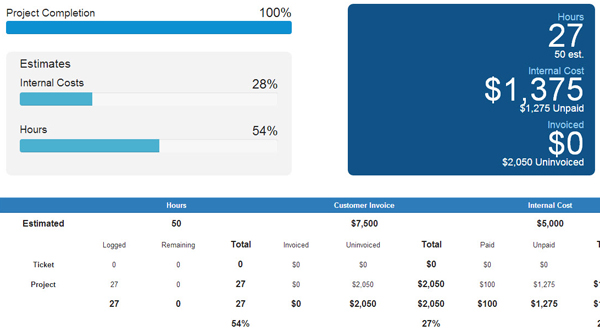 Project Completion 100%
Estimates
Internal Costs 28%
Hours 54%
Hours
27
50 est.
Internal Cost
$1,375
$1,275 Unpaid
Invoiced
$0
$2,050 Uninvoiced
Hours Customer Invoice Internal Cost
Estimated 50 $7,500 $5,000
Logged Remaining Total Invoiced Uninvoiced Total Paid Unpaid
Ticket 0 0 0 $0 $0 $0 $0 $0
Project 27 0 27 $0 $2,050 $2,050 $100 $1,275
27 0 27 $0 $2,050 $2,050 $100 $1,275
54% 27%